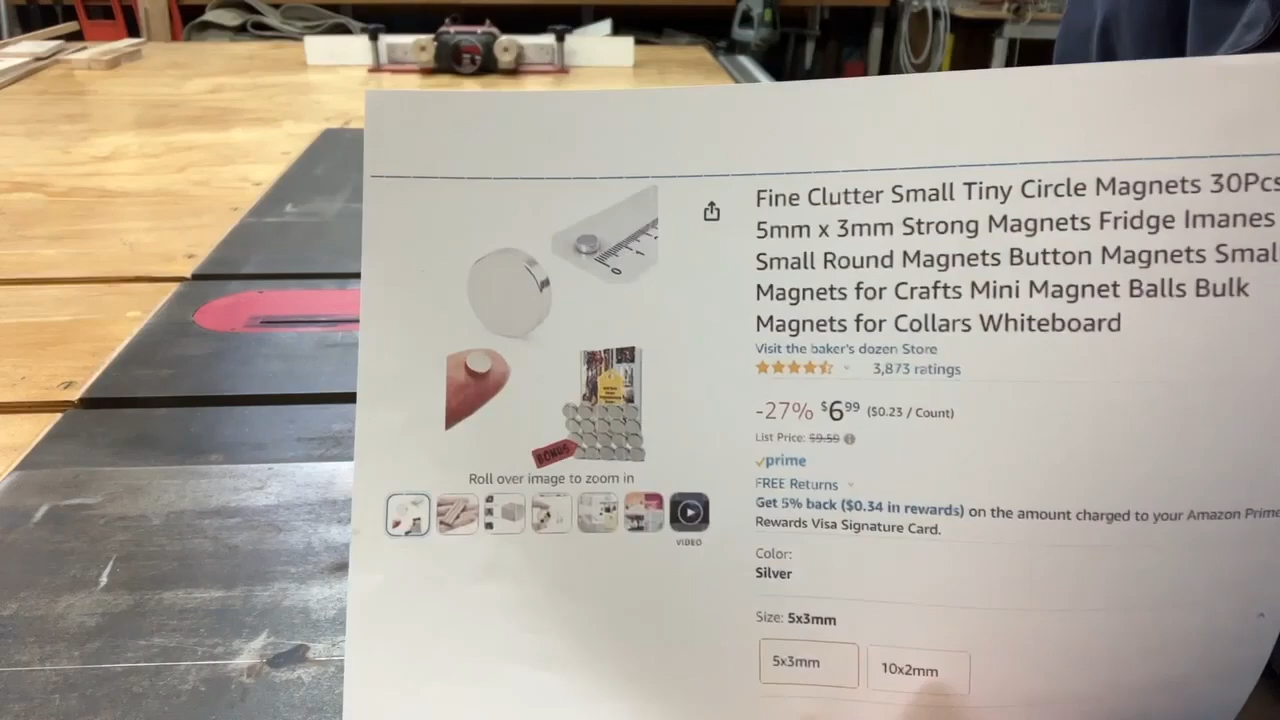 Fine Clutter Small Tiny Circle Magnets 30Pcs
5mm x 3mm Strong Magnets Fridge Imanes
Small Round Magnets Button Magnets Smal
Magnets for Crafts Mini Magnet Balls Bulk
Magnets for Collars Whiteboard
Visit the baker's dozen Store
3,873 ratings
-27% $6.99 ($0.23 / Count)
List Price: $9.59
prime
FREE Returns
Get 5% back ($0.34 in rewards) on the amount charged to your Amazon Prime
Rewards Visa Signature Card.
Color:
Silver
Size: 5x3mm
5x3mm 10x2mm
0 1
BONUS
Roll over image to zoom in
VIDEO